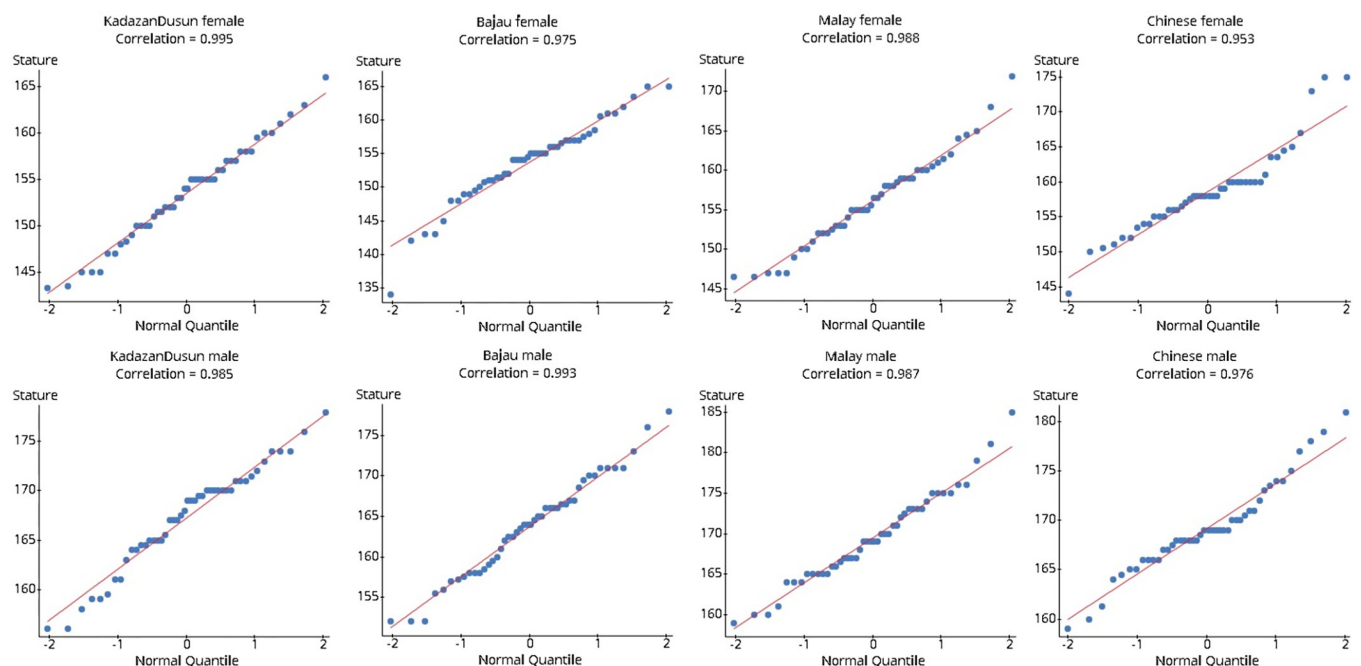 KadazanDusun female
Correlation = 0.995
Stature
165
160
155
150
145
-2 -1 0 1 2
Normal Quantile
Bajau female
Correlation = 0.975
Stature
165
160
155
150
145
140
135
-2 -1 0 1 2
Normal Quantile
Malay female
Correlation = 0.988
Stature
170
165
160
155
150
145
-2 -1 0 1 2
Normal Quantile
Chinese female
Correlation = 0.953
Stature
175
170
165
160
155
150
145
-2 -1 0 1 2
Normal Quantile
KadazanDusun male
Correlation = 0.985
Stature
175
170
165
160
-2 -1 0 1 2
Normal Quantile
Bajau male
Correlation = 0.993
Stature
175
170
165
160
155
-2 -1 0 1 2
Normal Quantile
Malay male
Correlation = 0.987
Stature
185
180
175
170
165
160
-2 -1 0 1 2
Normal Quantile
Chinese male
Correlation = 0.976
Stature
180
175
170
165
160
-2 -1 0 1 2
Normal Quantile